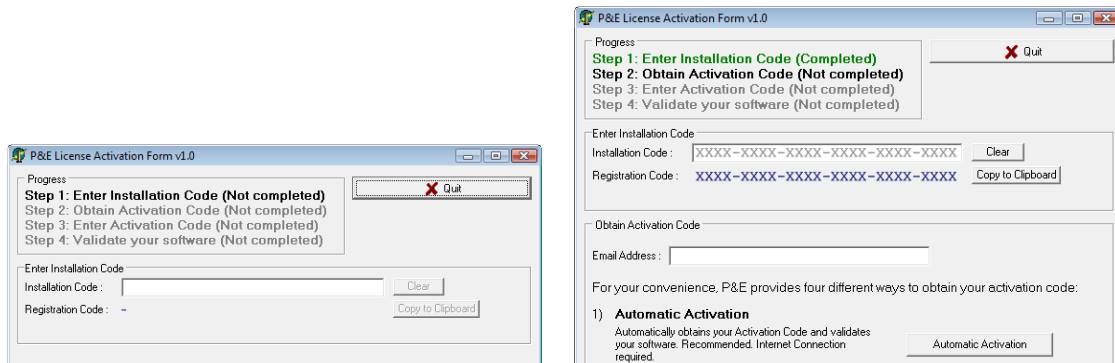 P&E License Activation Form v1.0
Progress
Step 1: Enter Installation Code (Not completed)
Step 2: Obtain Activation Code (Not completed)
Step 3: Enter Activation Code (Not completed)
Step 4: Validate your software (Not completed)
Quit
Enter Installation Code
Installation Code :
Clear
Registration Code : -
Copy to Clipboard
P&E License Activation Form v1.0
Progress
Step 1: Enter Installation Code (Completed)
Step 2: Obtain Activation Code (Not completed)
Step 3: Enter Activation Code (Not completed)
Step 4: Validate your software (Not completed)
Quit
Enter Installation Code
Installation Code : XXXX-XXXX-XXXX-XXXX-XXXX-XXXX Clear
Registration Code : XXXX-XXXX-XXXX-XXXX-XXXX-XXXX Copy to Clipboard
Obtain Activation Code
Email Address :
For your convenience, P&E provides four different ways to obtain your activation code:
1) Automatic Activation
Automatically obtains your Activation Code and validates
your software. Recommended. Internet Connection
required.
Automatic Activation